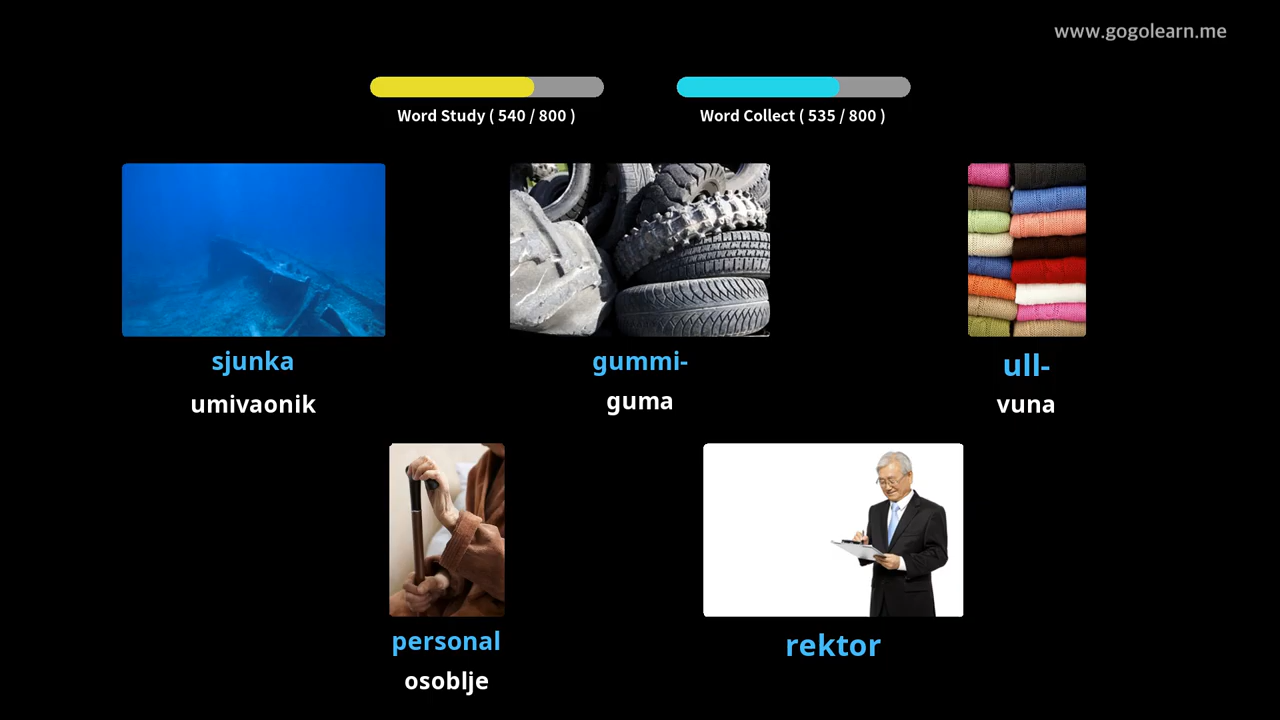 www.gogolearn.me
Word Study ( 540 / 800 )
Word Collect ( 535 / 800 )
sjunka
gummi-
ull-
umivaonik
guma
vuna
personal
rektor
osoblje